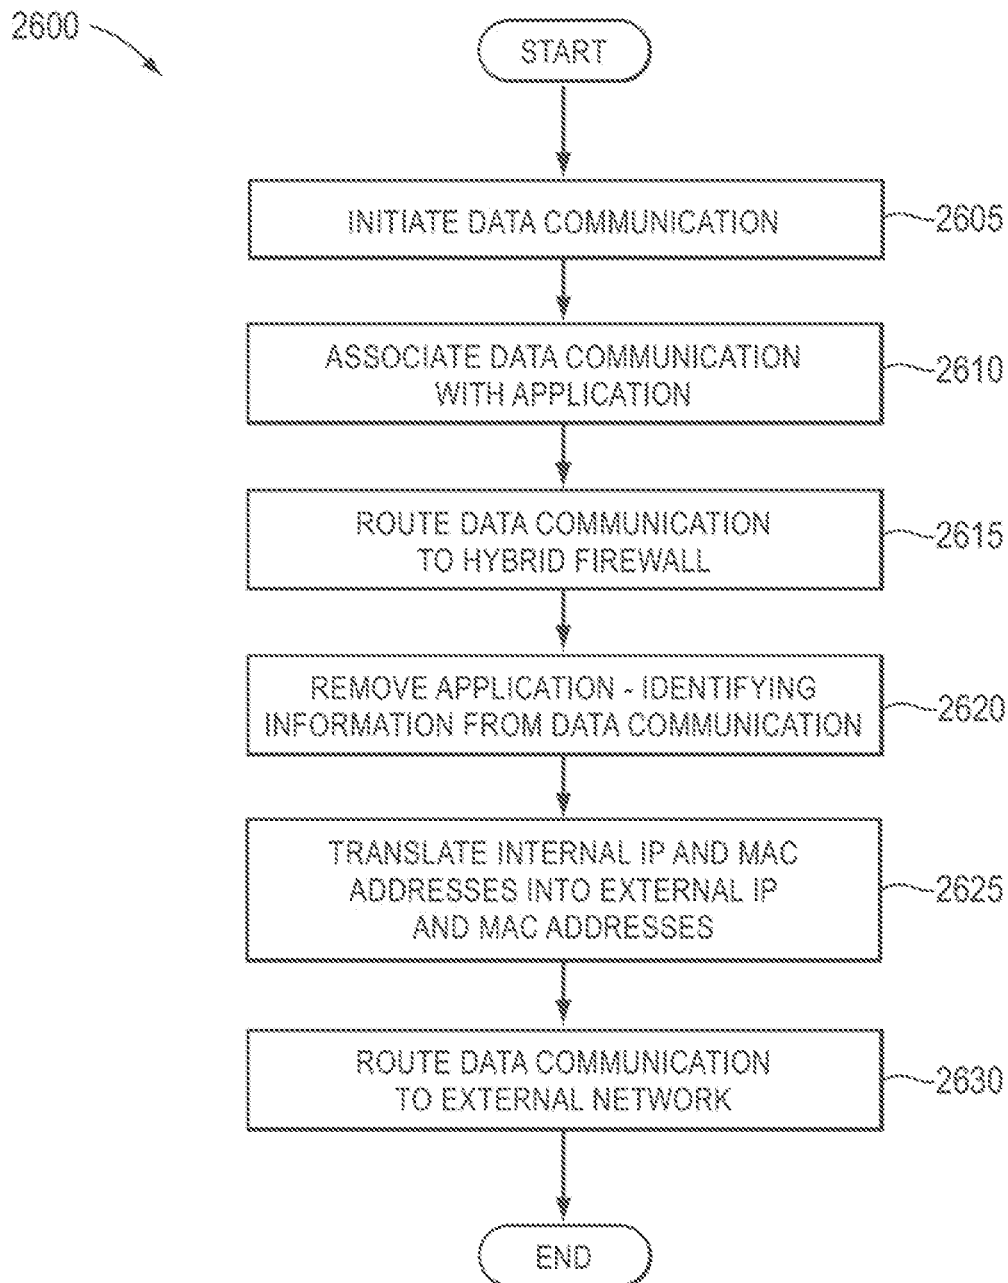 2600
START
INITIATE DATA COMMUNICATION
2605
ASSOCIATE DATA COMMUNICATION
WITH APPLICATION
2610
ROUTE DATA COMMUNICATION
TO HYBRID FIREWALL
2615
REMOVE APPLICATION - IDENTIFYING
INFORMATION FROM DATA COMMUNICATION
2620
TRANSLATE INTERNAL IP AND MAC
ADDRESSES INTO EXTERNAL IP
AND MAC ADDRESSES
2625
ROUTE DATA COMMUNICATION
TO EXTERNAL NETWORK
2630
END